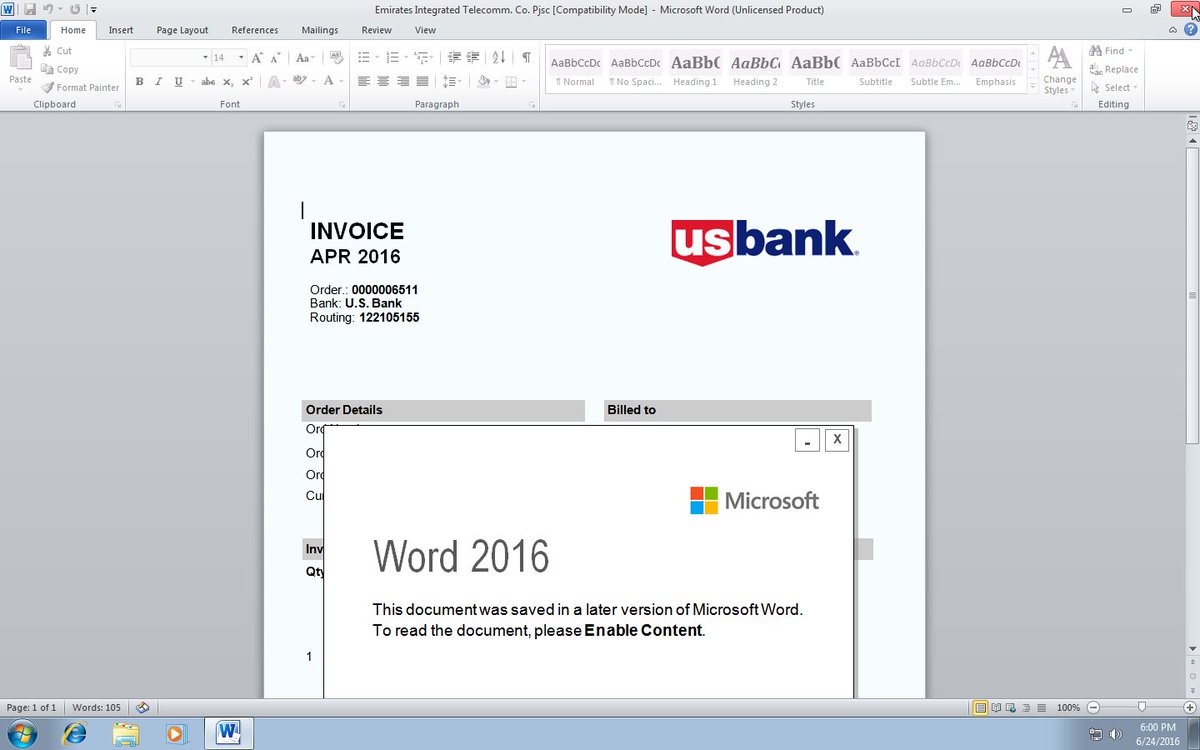 Emirates Integrated Telecomm. Co. Pjsc [Compatibility Mode] - Microsoft Word (Unlicensed Product)
File Home Insert Page Layout References Mailings Review View
Paste
Cut
Copy
Format Painter
Clipboard
14
Font
Paragraph
AaBbCcDc AaBbCcDc AaBbC AaBbCc AaBbC AaBbCcI AaBbCcDc AaBbCcDc
¶ Normal ¶ No Spaci... Heading 1 Heading 2 Title Subtitle Subtle Em... Emphasis
Styles
Change Styles
Find
Replace
Select
Editing
INVOICE
APR 2016
usbank
Order.: 0000006511
Bank: U.S. Bank
Routing: 122105155
Order Details Billed to
Inv
Qty
1
- X
Microsoft
Word 2016
This document was saved in a later version of Microsoft Word.
To read the document, please Enable Content.
Page: 1 of 1 Words: 105 100%
6:00 PM
6/24/2016